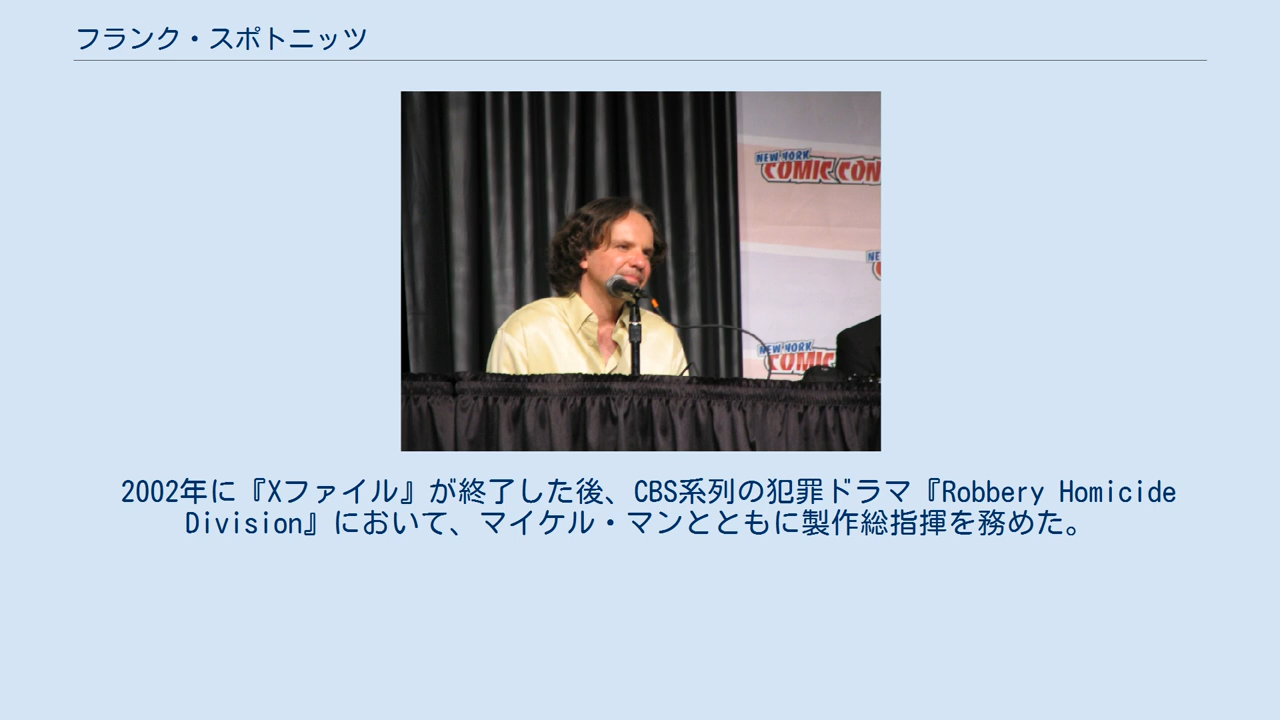 フランク・スポトニッツ
NEW YORK
COMIC CON
NE
NEW YORK
COMIC
2002年に『Xファイル』が終了した後、CBS系列の犯罪ドラマ『Robbery Homicide
Division』において、マイケル・マンとともに製作総指揮を務めた。